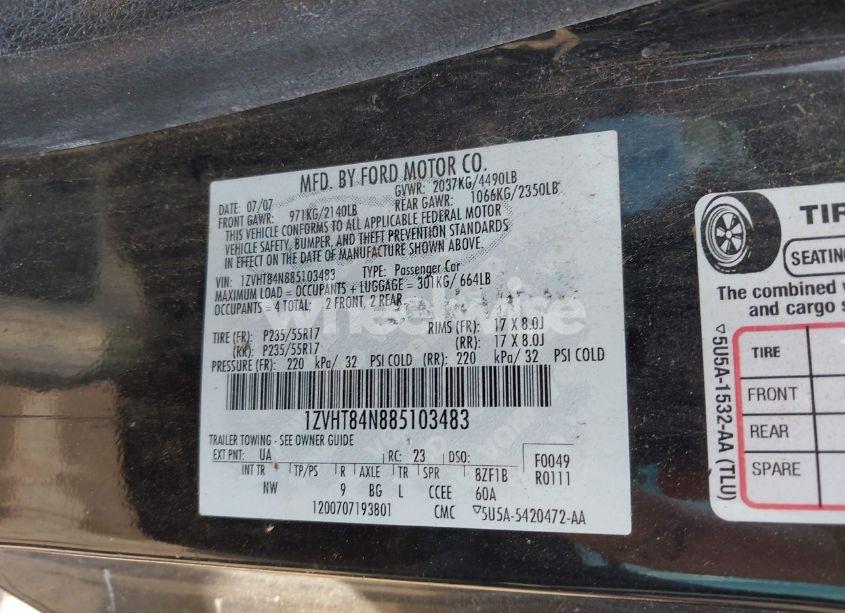 MFD. BY FORD MOTOR CO.
DATE: 07/07 GVWR: 2037KG/4490LB
FRONT GAWR: 971KG/2140LB REAR GAWR: 1066KG/2350LB
THIS VEHICLE CONFORMS TO ALL APPLICABLE FEDERAL MOTOR
VEHICLE SAFETY, BUMPER, AND THEFT PREVENTION STANDARDS
IN EFFECT ON THE DATE OF MANUFACTURE SHOWN ABOVE.
VIN: 1ZVHT84N885103483 TYPE: Passenger Car
MAXIMUM LOAD = OCCUPANTS + LUGGAGE = 301KG/ 664LB
OCCUPANTS = 4 TOTAL, 2 FRONT, 2 REAR
TIRE (FR): P235/55R17 RIMS (FR): 17 X 8.0J
(RR): P235/55R17 (RR): 17 X 8.0J
PRESSURE (FR): 220 kPa/ 32 PSI COLD (RR): 220 kPa/ 32 PSI COLD
1ZVHT84N885103483
TRAILER TOWING - SEE OWNER GUIDE
EXT PNT: UA RC: 23 DSO: F0049
INT TR TP/PS R AXLE TR SPR 8ZF1B R0111
NW 9 BG L CCEE 60A
1200707193801 CMC ▽5U5A-5420472-AA
TIR
SEATING
The combined
and cargo
TIRE
FRONT
REAR
SPARE
▽5U5A-1532-AA (TLU)
wheelwise